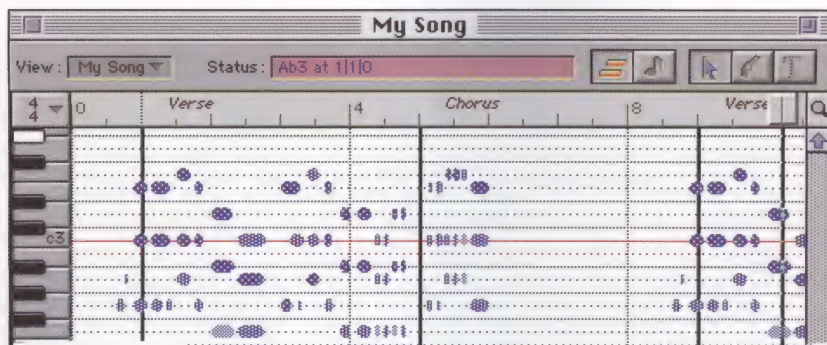 My Song
View : My Song Status : Ab3 at 1|1|0 T
4 4 0 Verse 4 Chorus 8 Verse
c3